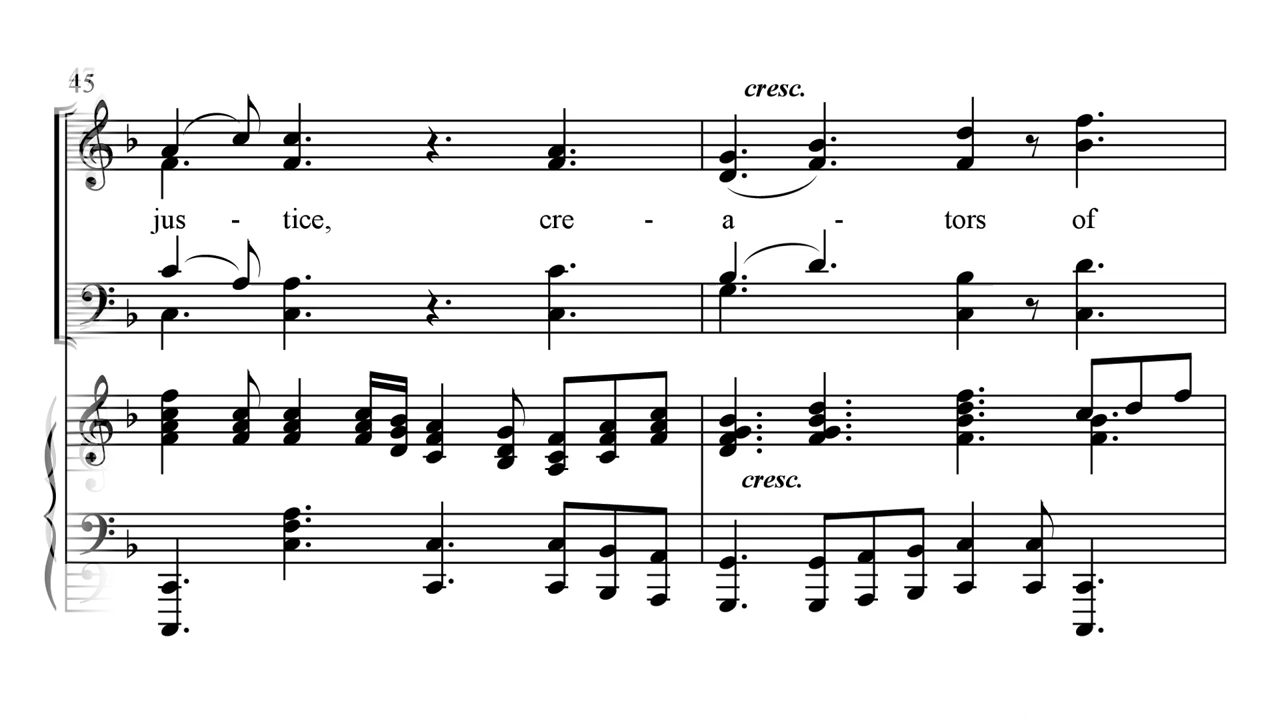 45
cresc.
jus - tice, cre - a - tors of
cresc.